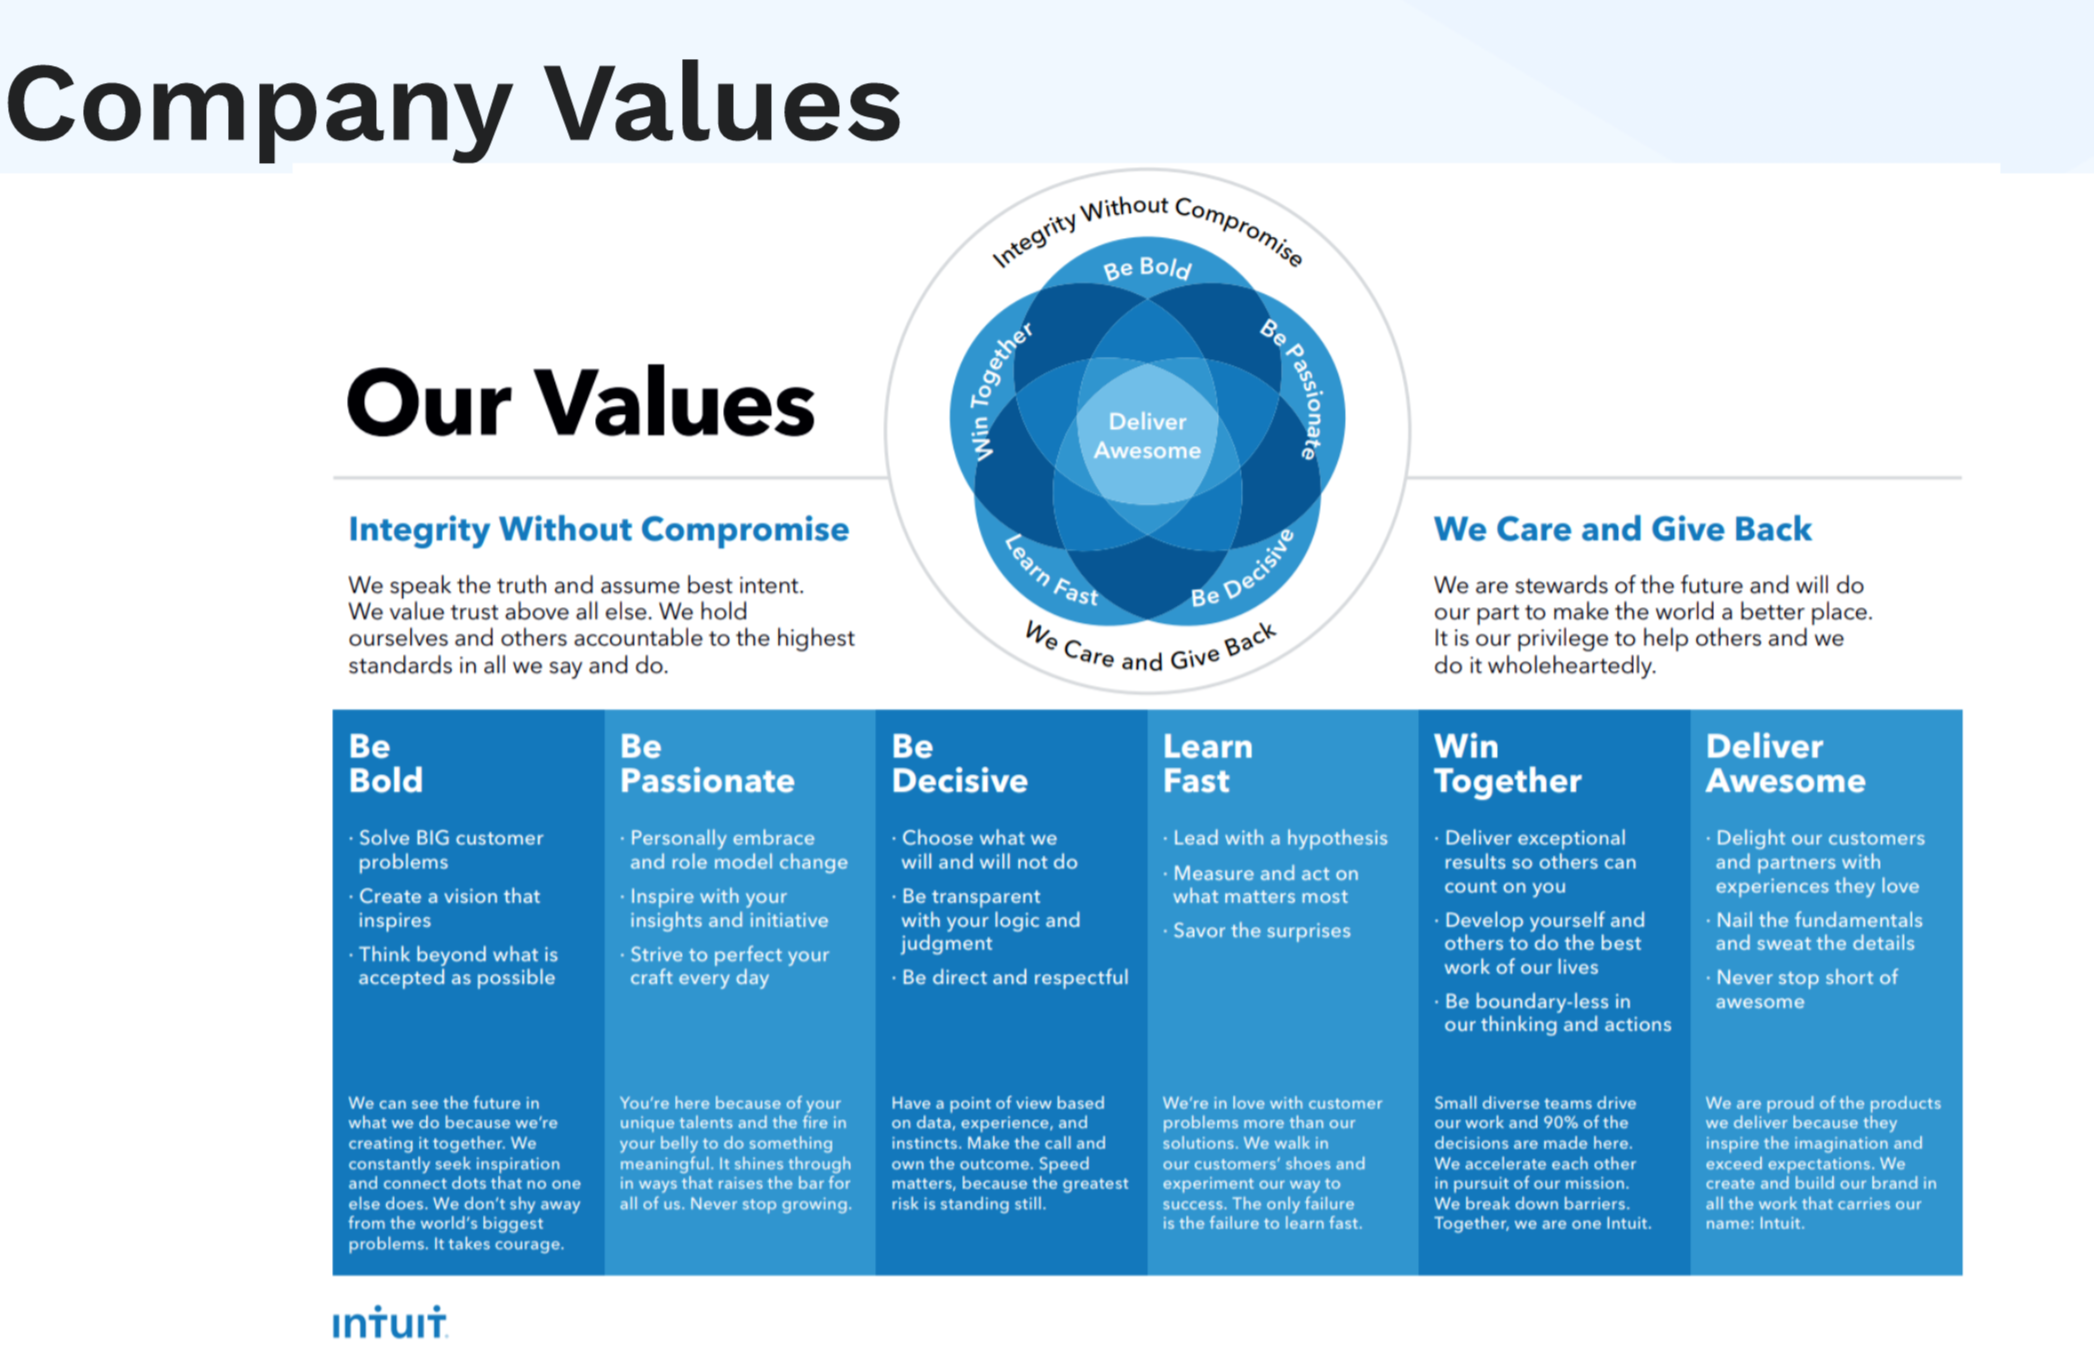 Company Values
Integrity Without Compromise
Be Bold
Win Together
Be Passionate
Deliver
Awesome
Learn Fast
Be Decisive
We Care and Give Back
Our Values
Integrity Without Compromise
We speak the truth and assume best intent.
We value trust above all else. We hold
ourselves and others accountable to the highest
standards in all we say and do.
We Care and Give Back
We are stewards of the future and will do
our part to make the world a better place.
It is our privilege to help others and we
do it wholeheartedly.
Be
Bold
· Solve BIG customer
problems
· Create a vision that
inspires
· Think beyond what is
accepted as possible
We can see the future in
what we do because we're
creating it together. We
constantly seek inspiration
and connect dots that no one
else does. We don't shy away
from the world's biggest
problems. It takes courage.
Be
Passionate
· Personally embrace
and role model change
· Inspire with your
insights and initiative
· Strive to perfect your
craft every day
You're here because of your
unique talents and the fire in
your belly to do something
meaningful. It shines through
in ways that raises the bar for
all of us. Never stop growing.
Be
Decisive
· Choose what we
will and will not do
· Be transparent
with your logic and
judgment
· Be direct and respectful
Have a point of view based
on data, experience, and
instincts. Make the call and
own the outcome. Speed
matters, because the greatest
risk is standing still.
Learn
Fast
· Lead with a hypothesis
· Measure and act on
what matters most
· Savor the surprises
We're in love with customer
problems more than our
solutions. We walk in
our customers' shoes and
experiment our way to
success. The only failure
is the failure to learn fast.
Win
Together
· Deliver exceptional
results so others can
count on you
· Develop yourself and
others to do the best
work of our lives
· Be boundary-less in
our thinking and actions
Small diverse teams drive
our work and 90% of the
decisions are made here.
We accelerate each other
in pursuit of our mission.
We break down barriers.
Together, we are one Intuit.
Deliver
Awesome
· Delight our customers
and partners with
experiences they love
· Nail the fundamentals
and sweat the details
· Never stop short of
awesome
We are proud of the products
we deliver because they
inspire the imagination and
exceed expectations. We
create and build our brand in
all the work that carries our
name: Intuit.
intuit.